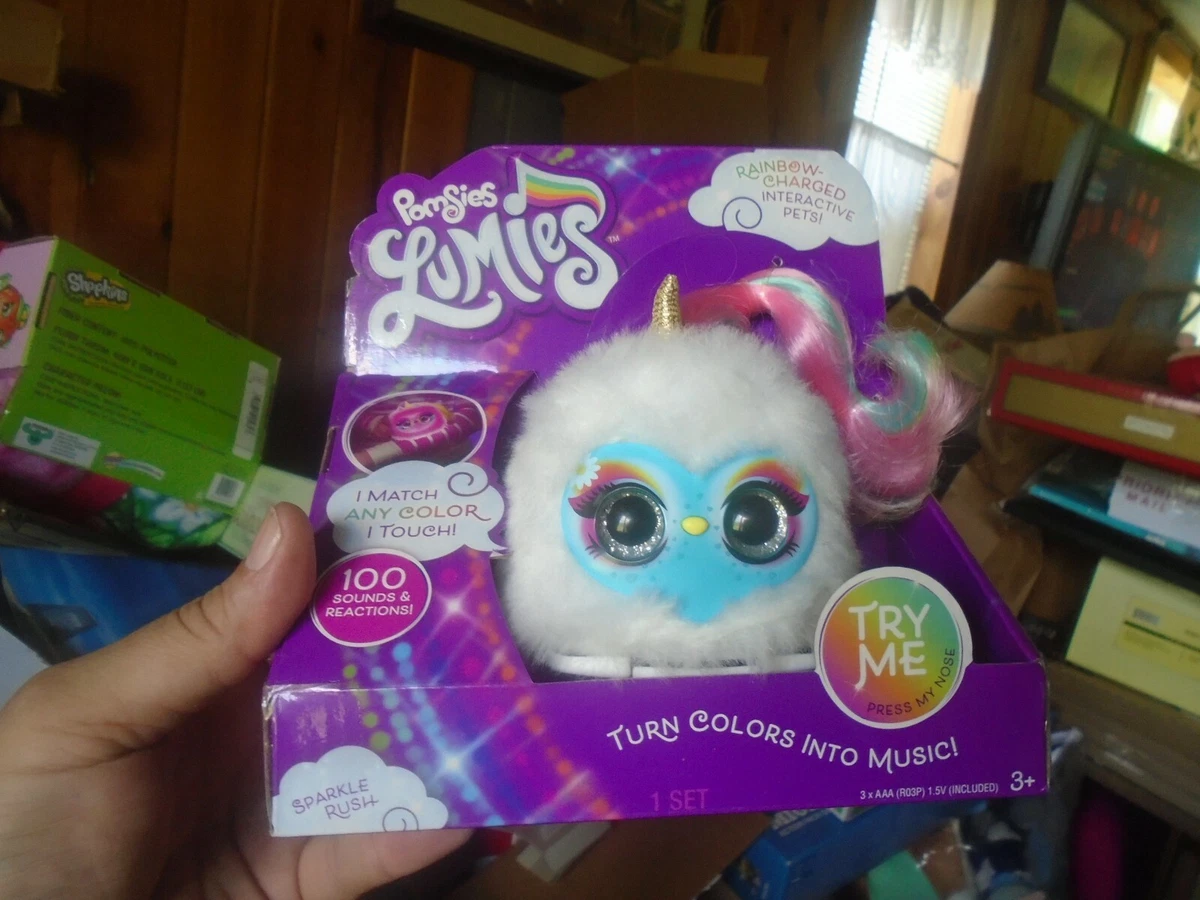 Pomsies
Lumies™
RAINBOW-
CHARGED
INTERACTIVE
PETS!
I MATCH
ANY COLOR
I TOUCH!
100
SOUNDS &
REACTIONS!
TRY
ME
PRESS MY NOSE
TURN COLORS INTO MUSIC!
SPARKLE
RUSH
1 SET
3 x AAA (R03P) 1.5V (INCLUDED)
3+
Shopkins